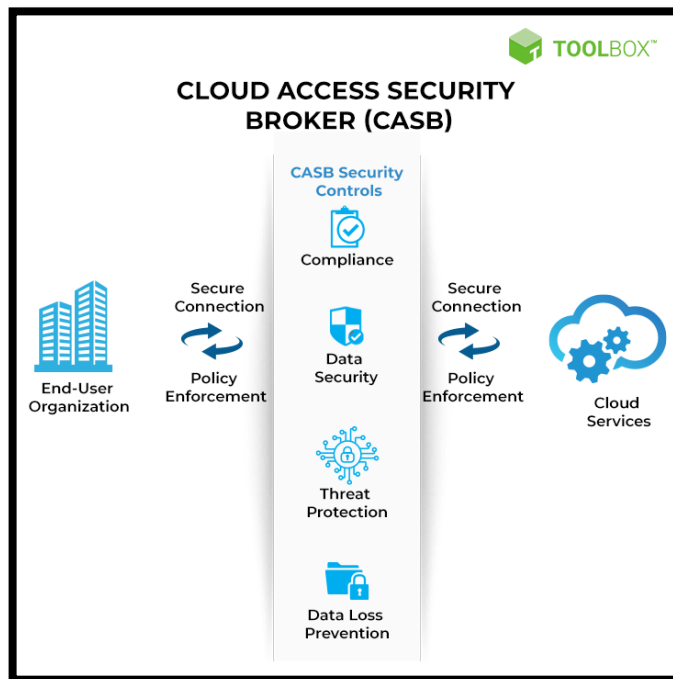 TOOLBOX™
CLOUD ACCESS SECURITY
BROKER (CASB)
CASB Security
Controls
Compliance
Secure
Connection
Policy
Enforcement
End-User
Organization
Data
Security
Secure
Connection
Policy
Enforcement
Cloud
Services
Threat
Protection
Data Loss
Prevention